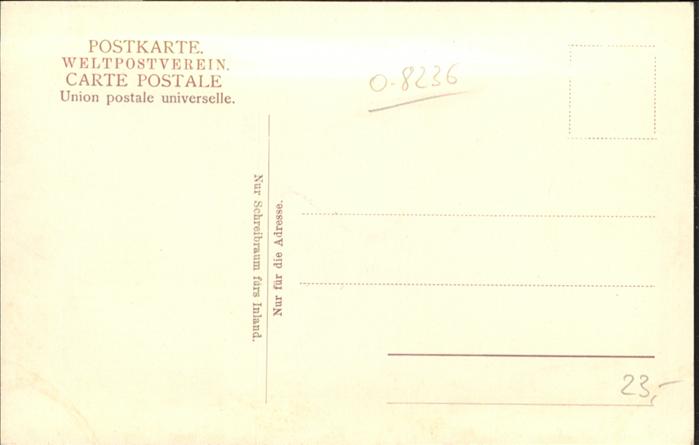 POSTKARTE.
WELTPOSTVEREIN.
CARTE POSTALE
Union postale universelle.
0-8236
Nur Schreibraum fürs Inland.
Nur für die Adresse.
23,-